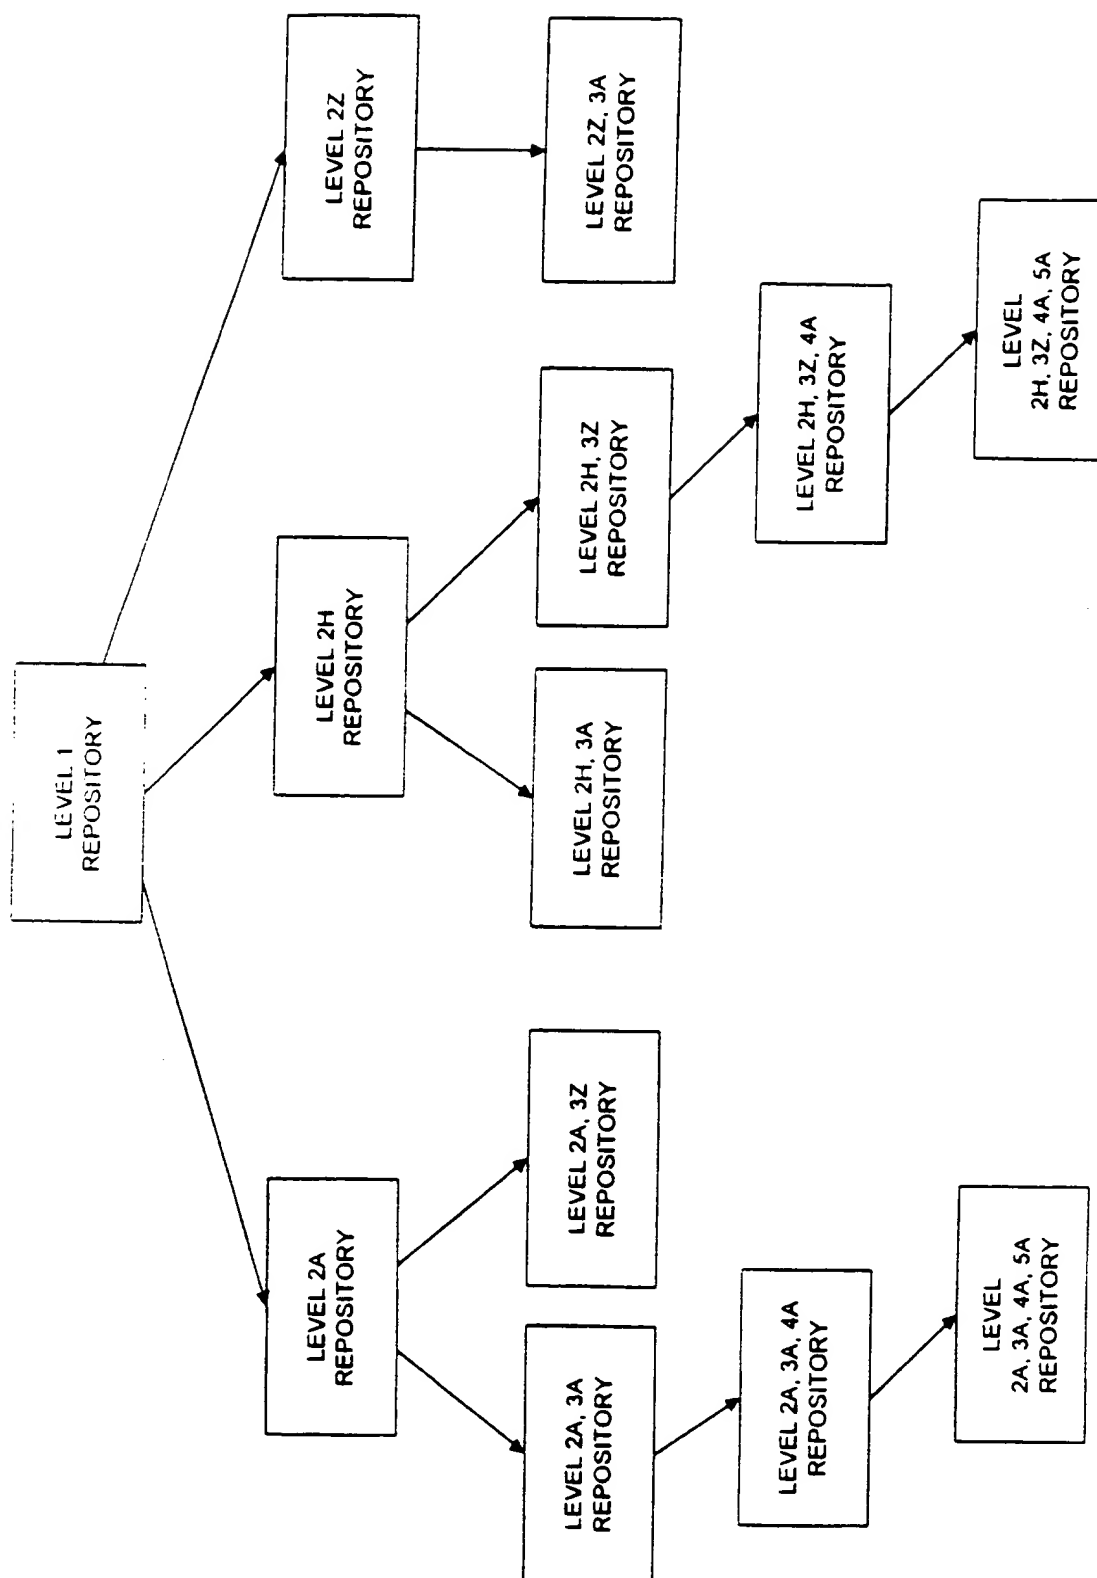 LEVEL 1
REPOSITORY
LEVEL 2A
REPOSITORY
LEVEL 2H
REPOSITORY
LEVEL 2Z
REPOSITORY
LEVEL 2A, 3A
REPOSITORY
LEVEL 2A, 3Z
REPOSITORY
LEVEL 2H, 3A
REPOSITORY
LEVEL 2H, 3Z
REPOSITORY
LEVEL 2Z, 3A
REPOSITORY
LEVEL 2A, 3A, 4A
REPOSITORY
LEVEL 2H, 3Z, 4A
REPOSITORY
LEVEL
2A, 3A, 4A, 5A
REPOSITORY
LEVEL
2H, 3Z, 4A, 5A
REPOSITORY